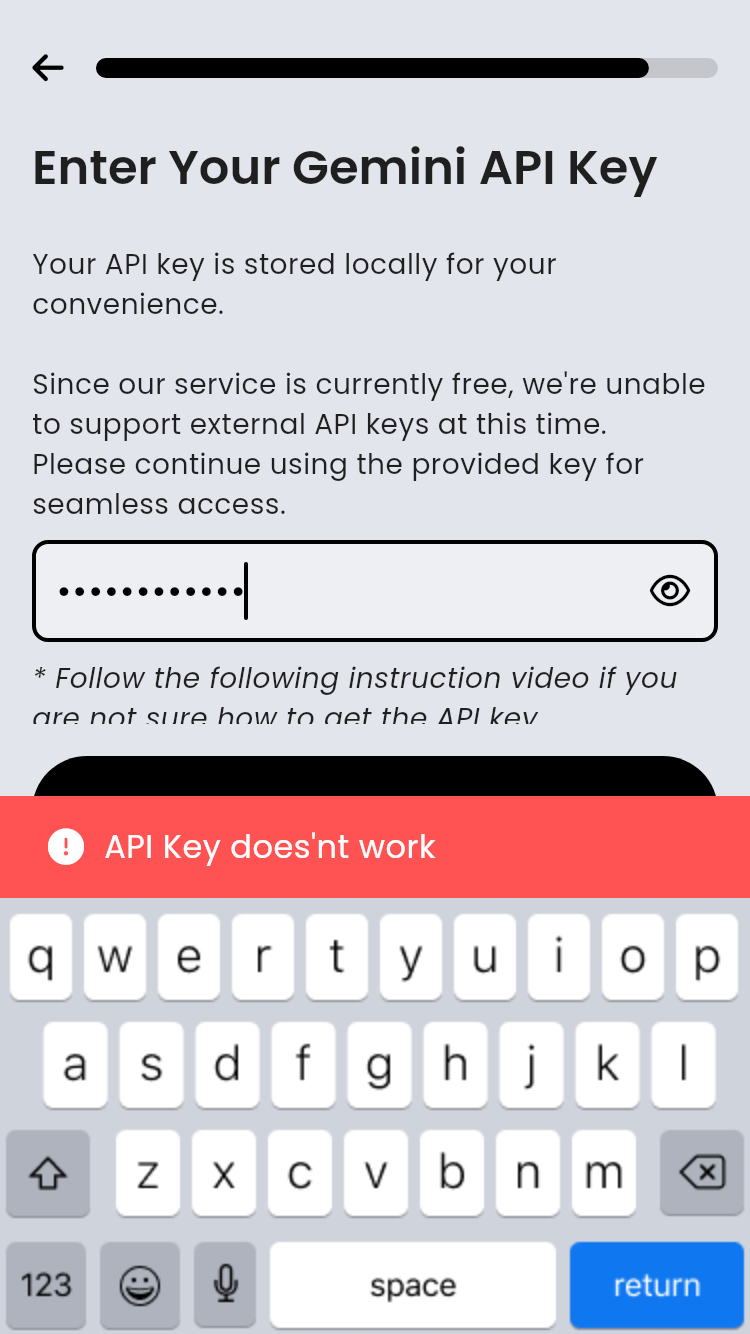 Enter Your Gemini API Key
Your API key is stored locally for your
convenience.
Since our service is currently free, we're unable
to support external API keys at this time.
Please continue using the provided key for
seamless access.
••••••••••••
* Follow the following instruction video if you
are not sure how to get the API key
API Key does'nt work
q w e r t y u i o p
a s d f g h j k l
z x c v b n m
123 space return